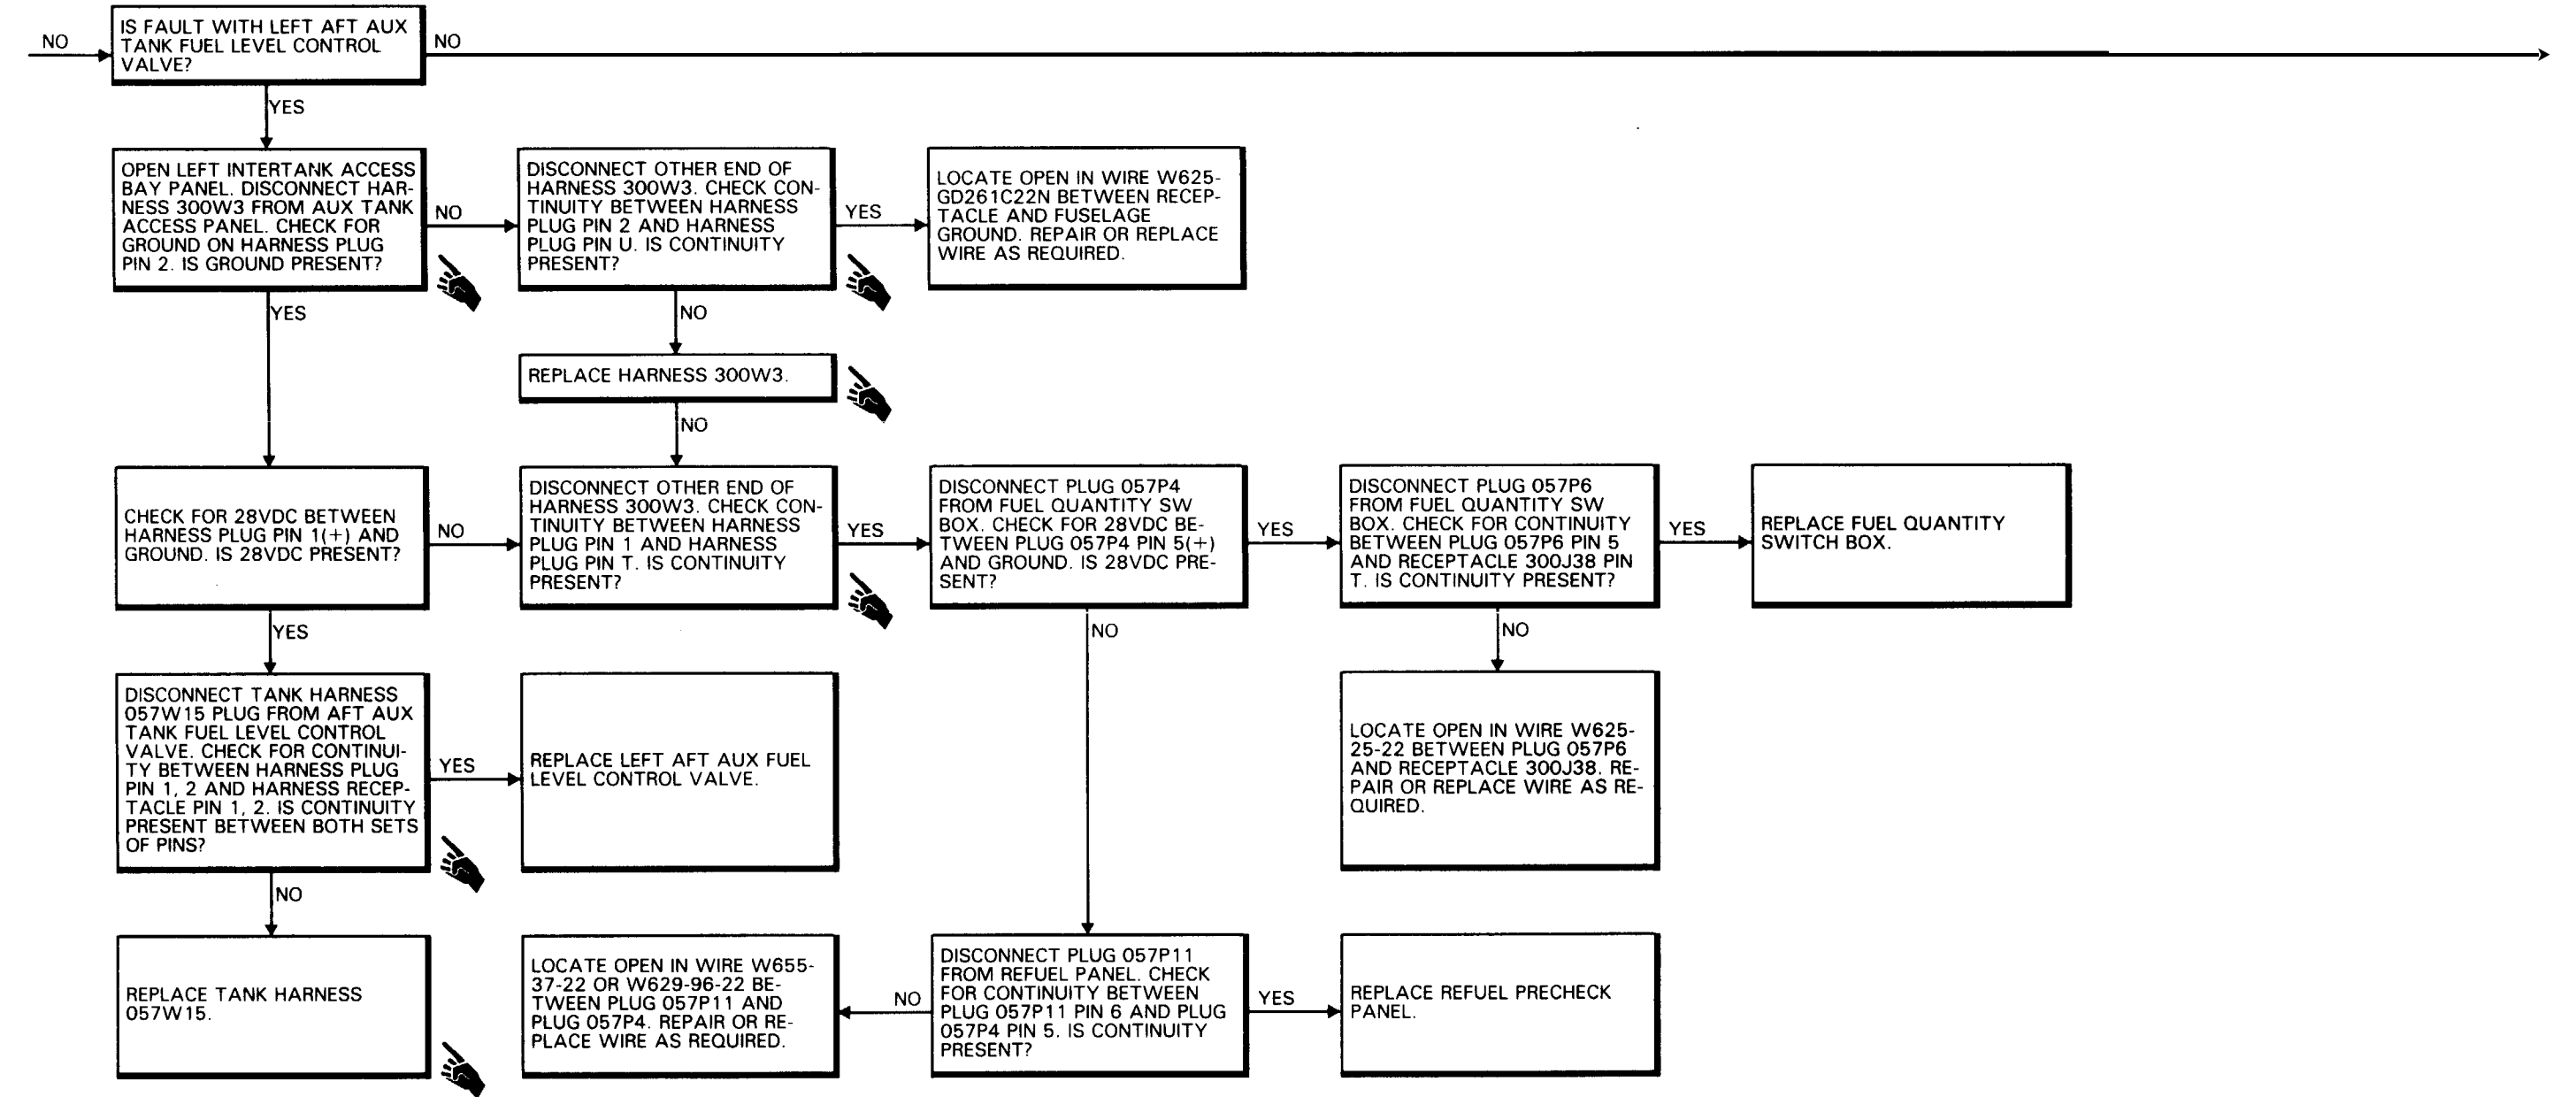 NO
IS FAULT WITH LEFT AFT AUX
TANK FUEL LEVEL CONTROL
VALVE?
NO
YES
OPEN LEFT INTERTANK ACCESS
BAY PANEL. DISCONNECT HAR-
NESS 300W3 FROM AUX TANK
ACCESS PANEL. CHECK FOR
GROUND ON HARNESS PLUG
PIN 2. IS GROUND PRESENT?
NO
DISCONNECT OTHER END OF
HARNESS 300W3. CHECK CON-
TINUITY BETWEEN HARNESS
PLUG PIN 2 AND HARNESS
PLUG PIN U. IS CONTINUITY
PRESENT?
YES
LOCATE OPEN IN WIRE W625-
GD261C22N BETWEEN RECEP-
TACLE AND FUSELAGE
GROUND. REPAIR OR REPLACE
WIRE AS REQUIRED.
YES
NO
REPLACE HARNESS 300W3.
NO
CHECK FOR 28VDC BETWEEN
HARNESS PLUG PIN 1(+) AND
GROUND. IS 28VDC PRESENT?
NO
DISCONNECT OTHER END OF
HARNESS 300W3. CHECK CON-
TINUITY BETWEEN HARNESS
PLUG PIN 1 AND HARNESS
PLUG PIN T. IS CONTINUITY
PRESENT?
YES
DISCONNECT PLUG 057P4
FROM FUEL QUANTITY SW
BOX. CHECK FOR 28VDC BE-
TWEEN PLUG 057P4 PIN 5(+)
AND GROUND. IS 28VDC PRE-
SENT?
YES
DISCONNECT PLUG 057P6
FROM FUEL QUANTITY SW
BOX. CHECK FOR CONTINUITY
BETWEEN PLUG 057P6 PIN 5
AND RECEPTACLE 300J38 PIN
T. IS CONTINUITY PRESENT?
YES
REPLACE FUEL QUANTITY
SWITCH BOX.
YES
NO
NO
DISCONNECT TANK HARNESS
057W15 PLUG FROM AFT AUX
TANK FUEL LEVEL CONTROL
VALVE. CHECK FOR CONTINUI-
TY BETWEEN HARNESS PLUG
PIN 1, 2 AND HARNESS RECEP-
TACLE PIN 1, 2. IS CONTINUITY
PRESENT BETWEEN BOTH SETS
OF PINS?
YES
REPLACE LEFT AFT AUX FUEL
LEVEL CONTROL VALVE.
LOCATE OPEN IN WIRE W625-
25-22 BETWEEN PLUG 057P6
AND RECEPTACLE 300J38. RE-
PAIR OR REPLACE WIRE AS RE-
QUIRED.
NO
REPLACE TANK HARNESS
057W15.
LOCATE OPEN IN WIRE W655-
37-22 OR W629-96-22 BE-
TWEEN PLUG 057P11 AND
PLUG 057P4. REPAIR OR RE-
PLACE WIRE AS REQUIRED.
NO
DISCONNECT PLUG 057P11
FROM REFUEL PANEL. CHECK
FOR CONTINUITY BETWEEN
PLUG 057P11 PIN 6 AND PLUG
057P4 PIN 5. IS CONTINUITY
PRESENT?
YES
REPLACE REFUEL PRECHECK
PANEL.